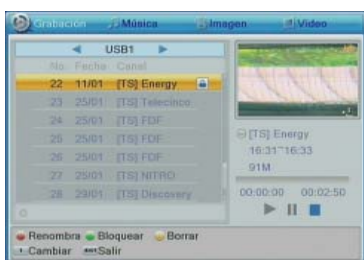 Grabación Música Imagen Video
USB1
No. Fecha Canal
22 11/01 [TS] Energy
23 25/01 [TS] Telecinco
24 25/01 [TS] FDF
25 25/01 [TS] FDF
26 25/01 [TS] FDF
27 25/01 [TS] NITRO
28 29/01 [TS] Discovery
[TS] Energy
16:31~16:33
91M
00:00:00 00:02:50
Renombra Bloquear Borrar
Cambiar Salir